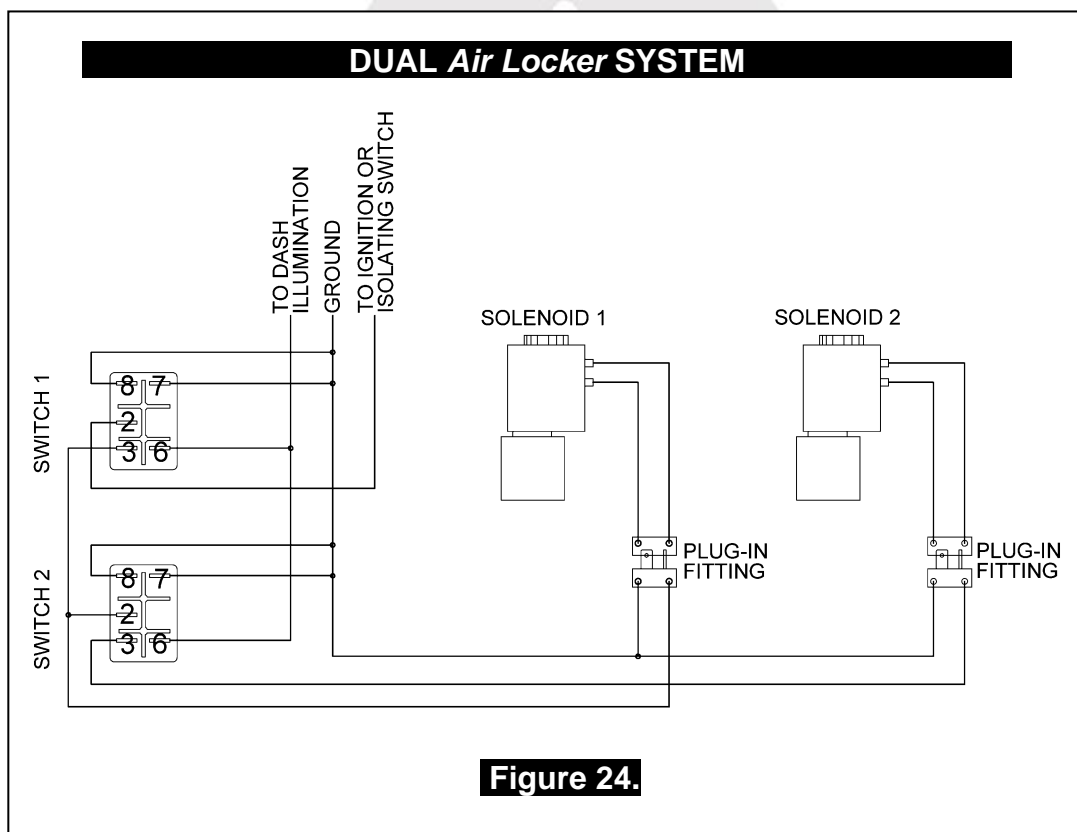 DUAL Air Locker SYSTEM
TO DASH
ILLUMINATION
GROUND
TO IGNITION OR
ISOLATING SWITCH
SOLENOID 1
SOLENOID 2
SWITCH 1
8 7
2
3 6
SWITCH 2
8 7
2
3 6
PLUG-IN
FITTING
PLUG-IN
FITTING
Figure 24.